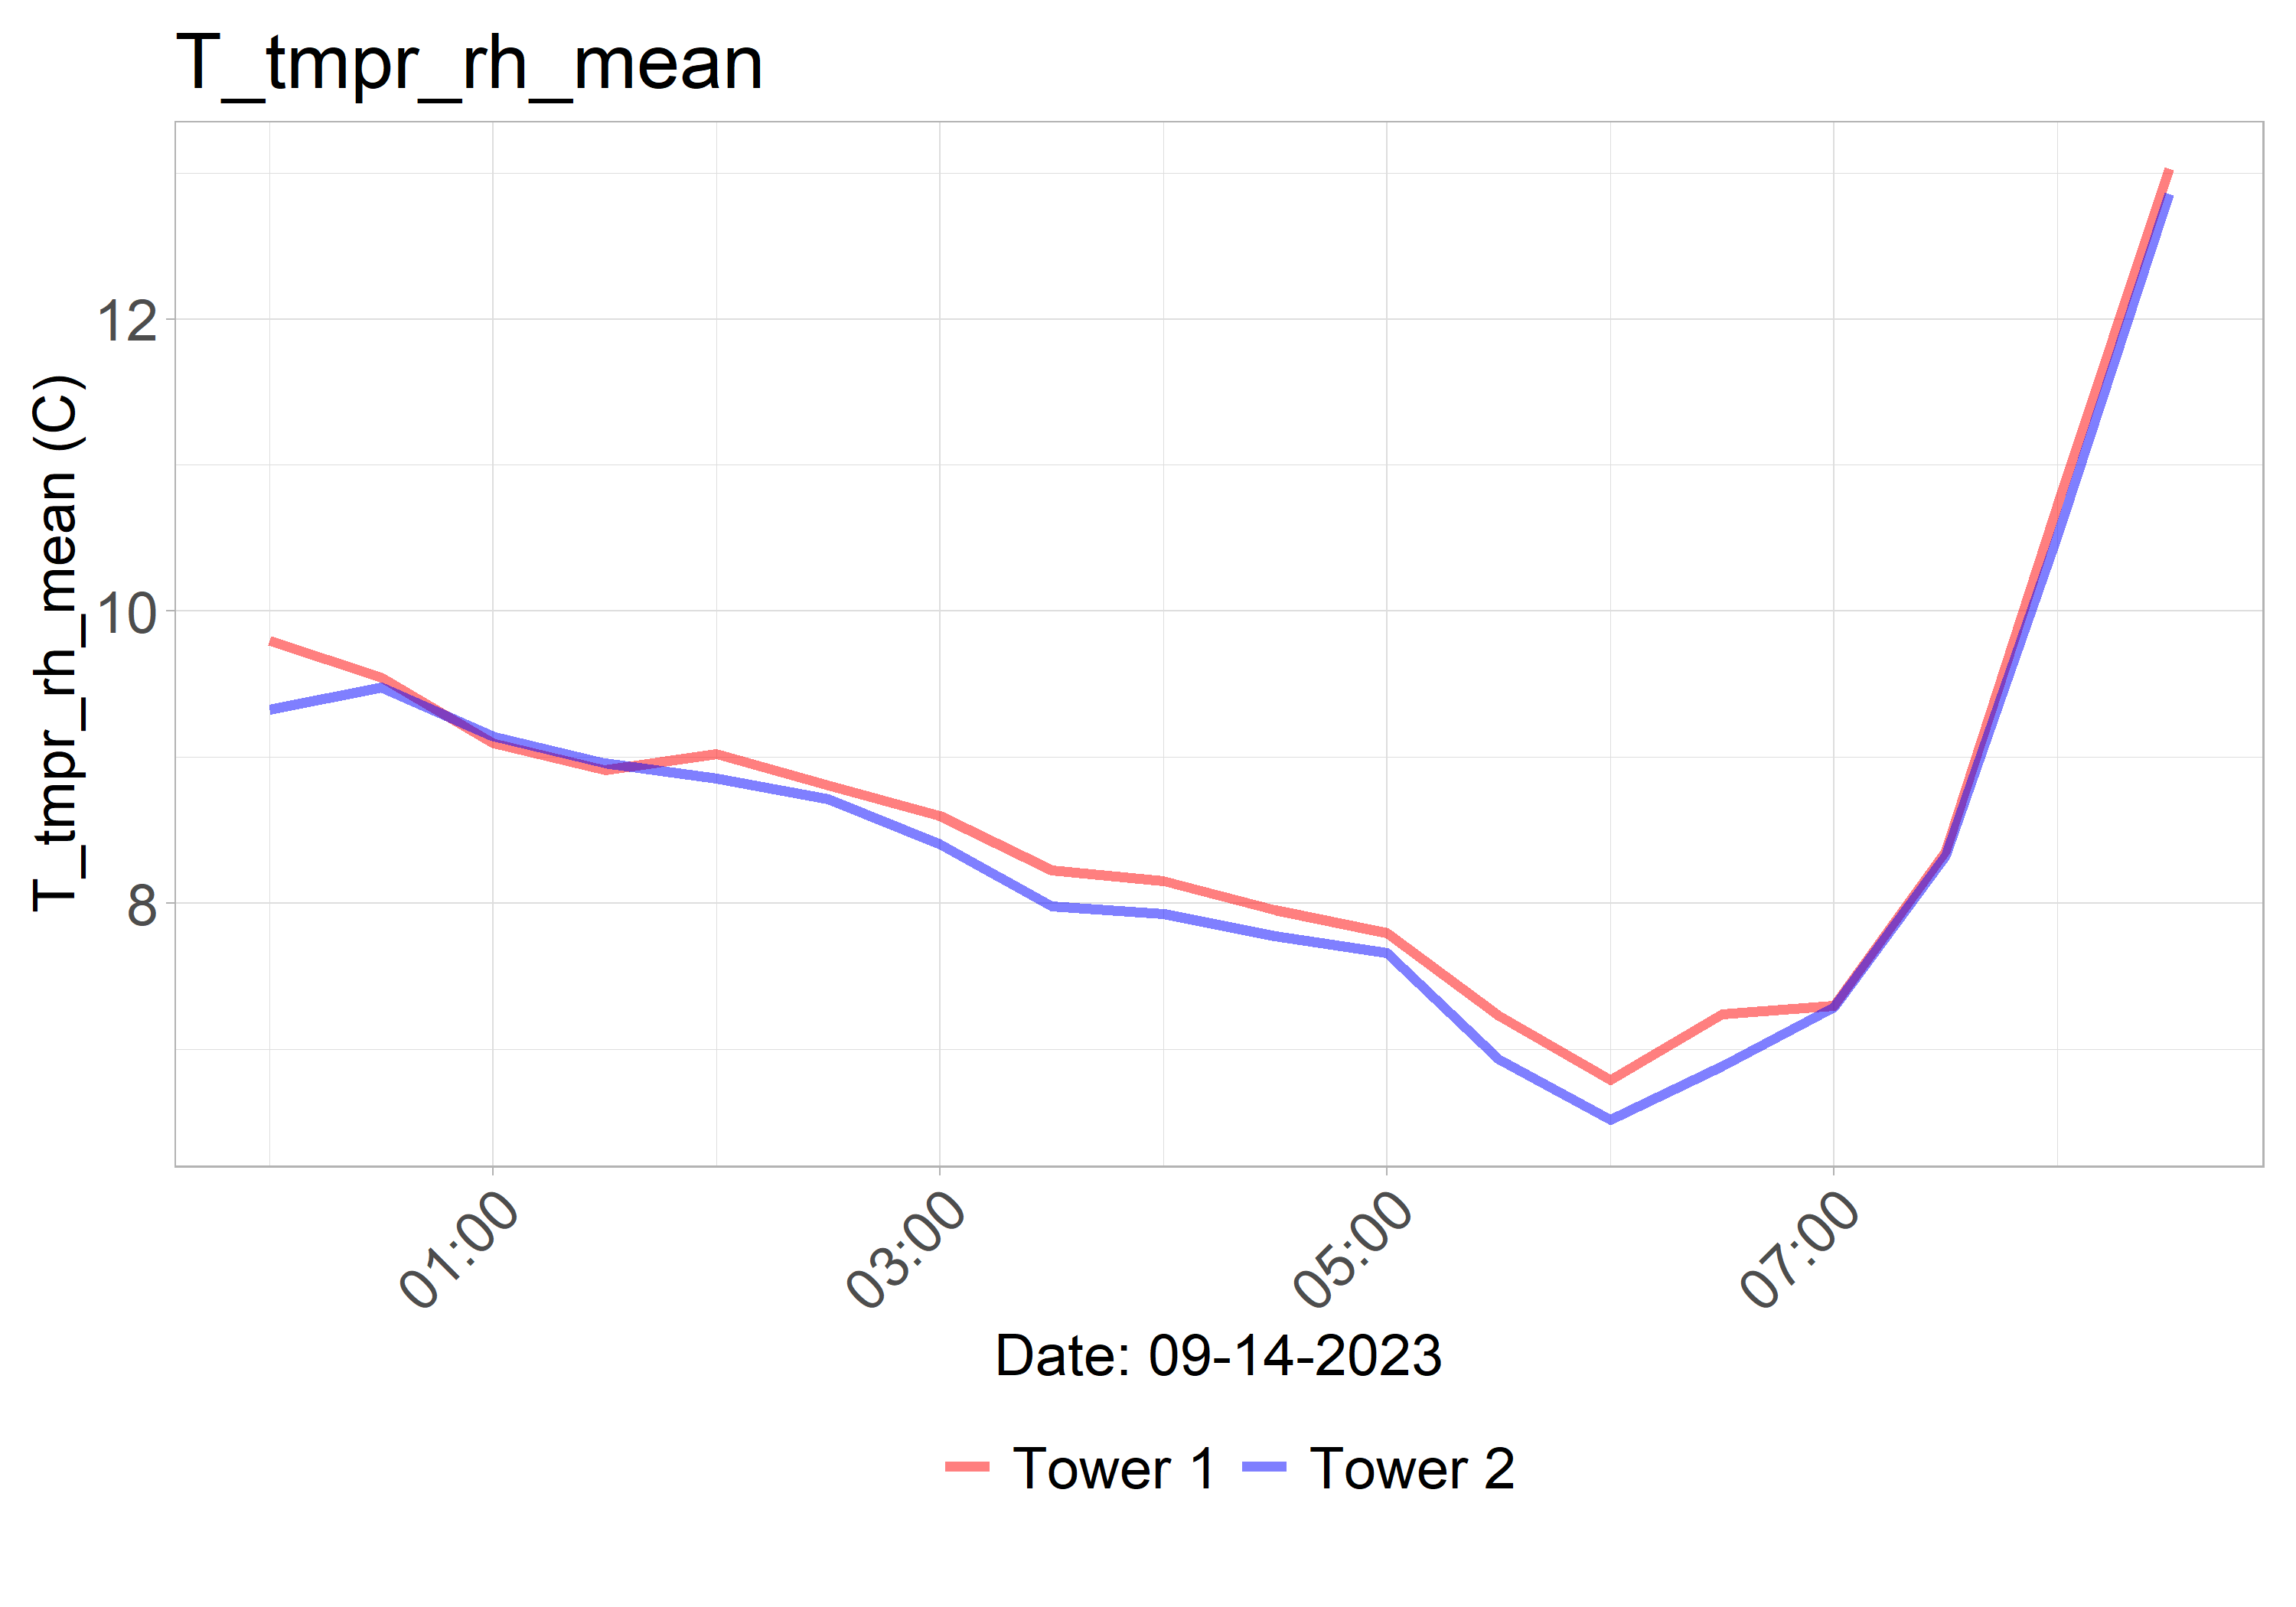 T_tmpr_rh_mean
T_tmpr_rh_mean (C)
12
10
8
01:00
03:00
05:00
07:00
Date: 09-14-2023
Tower 1
Tower 2